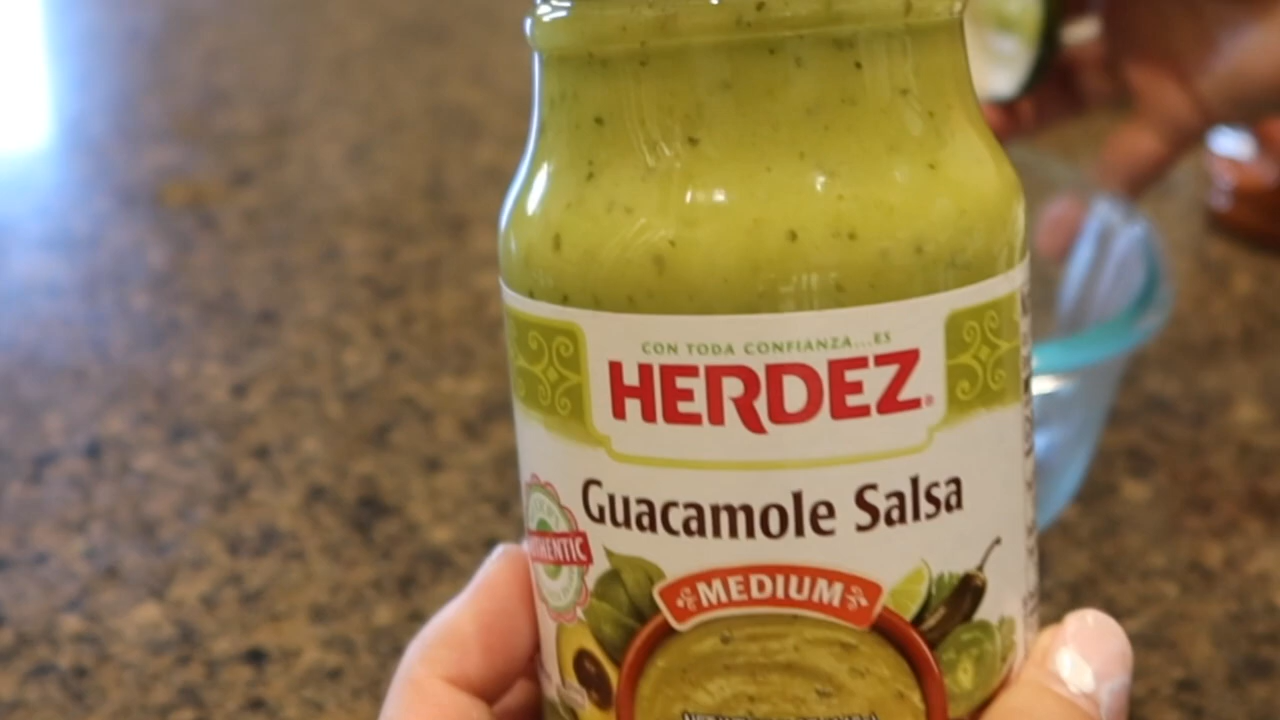 CON TODA CONFIANZA...ES
HERDEZ®
Guacamole Salsa
AUTHENTIC
MEDIUM